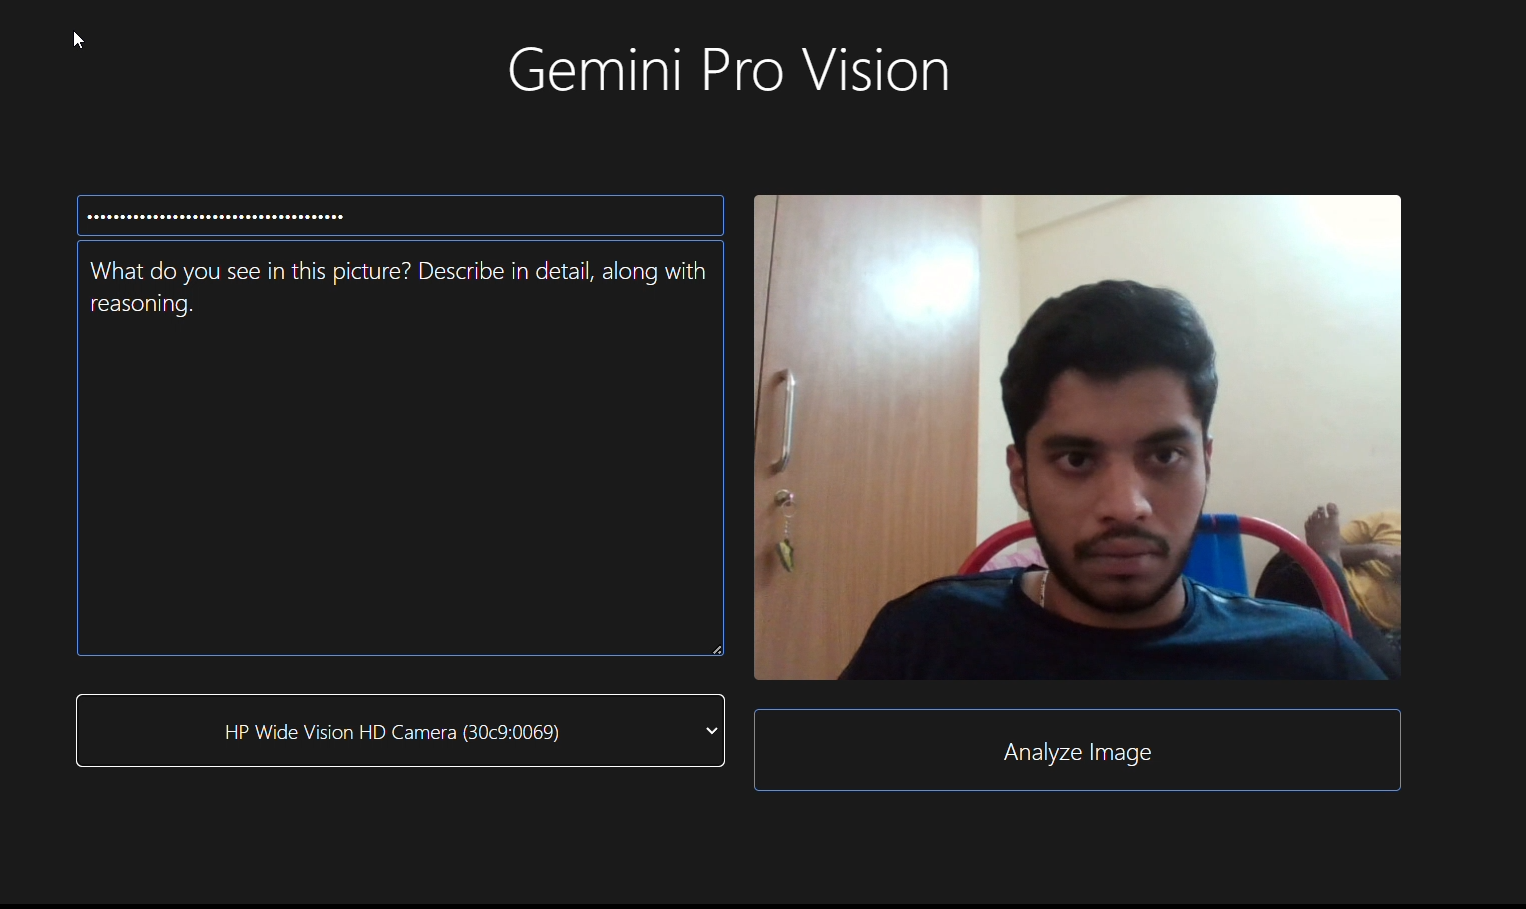 Gemini Pro Vision
What do you see in this picture? Describe in detail, along with
reasoning.
HP Wide Vision HD Camera (30c9:0069)
Analyze Image